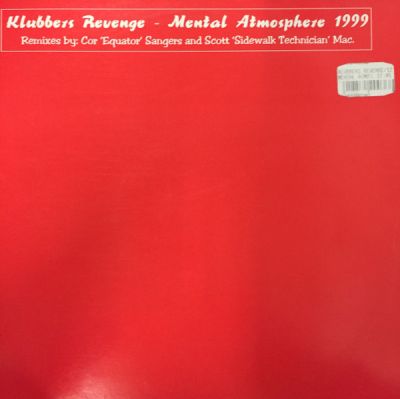 Klubbers Revenge - Mental Atmosphere 1999
Remixes by: Cor 'Equator' Sangers and Scott 'Sidewalk Technician' Mac.